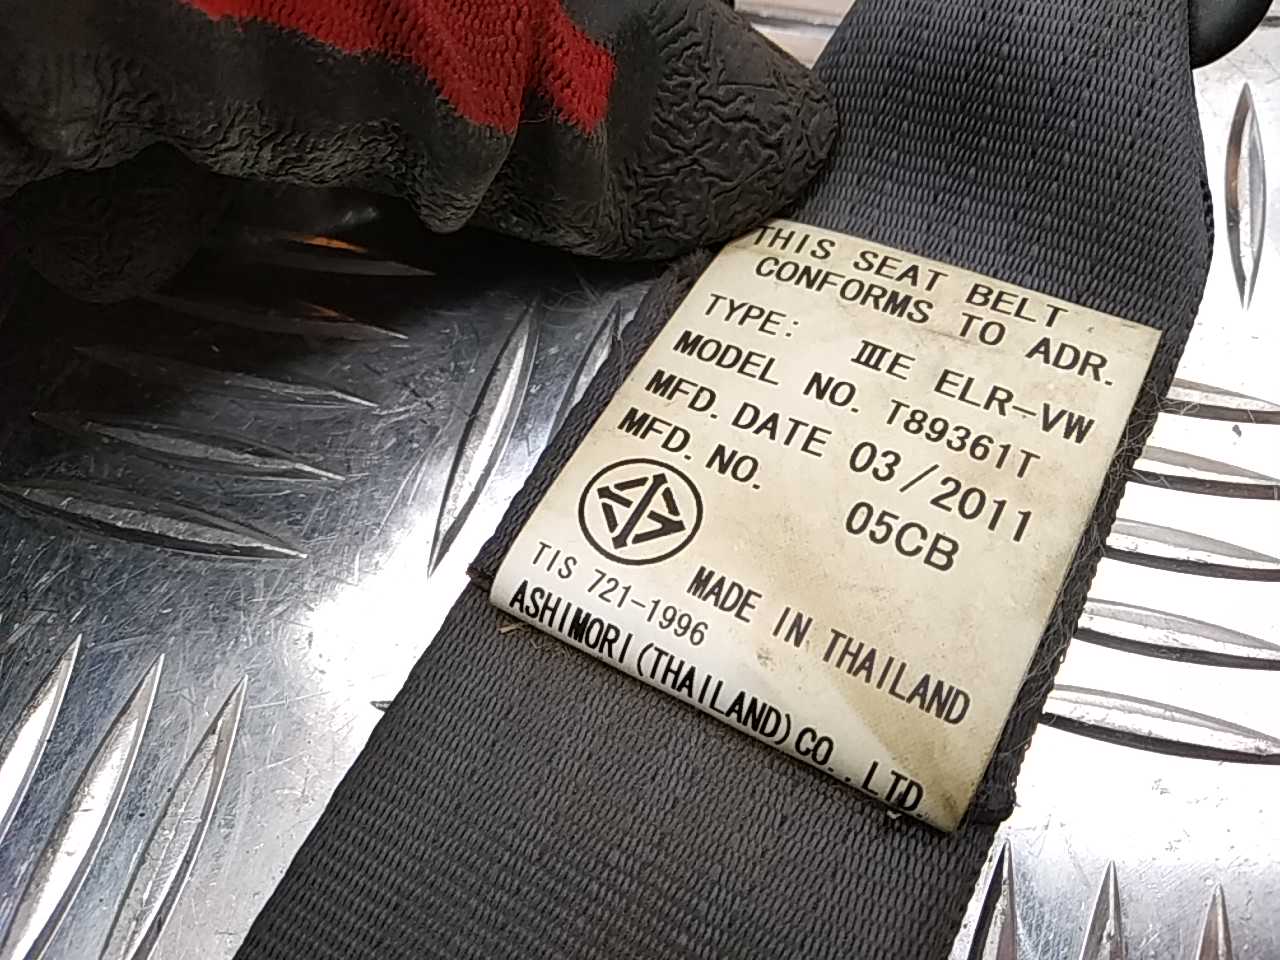 THIS SEAT BELT
CONFORMS TO ADR.
TYPE: ⅢE ELR-VW
MODEL NO. T89361T
MFD. DATE 03/2011
MFD. NO. 05CB
TIS 721-1996
MADE IN THAILAND
ASHIMORI(THAILAND)CO.,LTD.